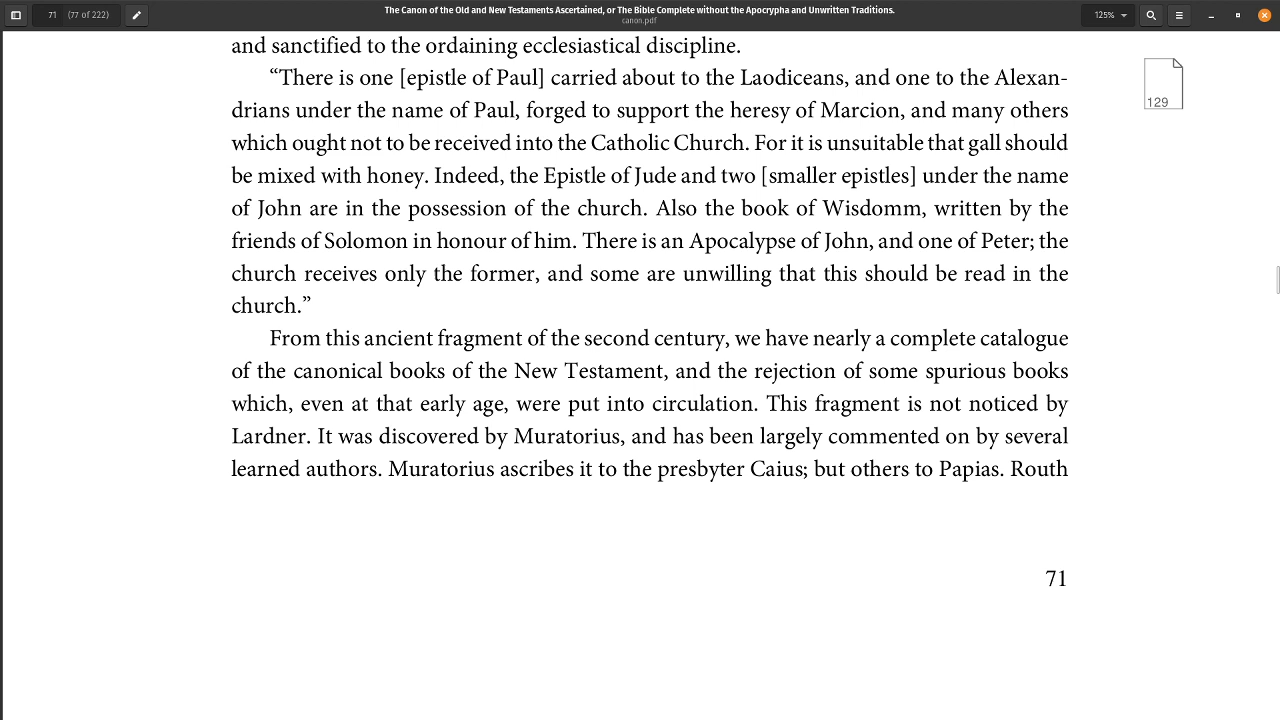 71 (77 of 222)
The Canon of the Old and New Testaments Ascertained, or The Bible Complete without the Apocrypha and Unwritten Traditions.
canon.pdf
125%
and sanctified to the ordaining ecclesiastical discipline.
“There is one [epistle of Paul] carried about to the Laodiceans, and one to the Alexan-
drians under the name of Paul, forged to support the heresy of Marcion, and many others
which ought not to be received into the Catholic Church. For it is unsuitable that gall should
be mixed with honey. Indeed, the Epistle of Jude and two [smaller epistles] under the name
of John are in the possession of the church. Also the book of Wisdomm, written by the
friends of Solomon in honour of him. There is an Apocalypse of John, and one of Peter; the
church receives only the former, and some are unwilling that this should be read in the
church.”
129
From this ancient fragment of the second century, we have nearly a complete catalogue
of the canonical books of the New Testament, and the rejection of some spurious books
which, even at that early age, were put into circulation. This fragment is not noticed by
Lardner. It was discovered by Muratorius, and has been largely commented on by several
learned authors. Muratorius ascribes it to the presbyter Caius; but others to Papias. Routh
71